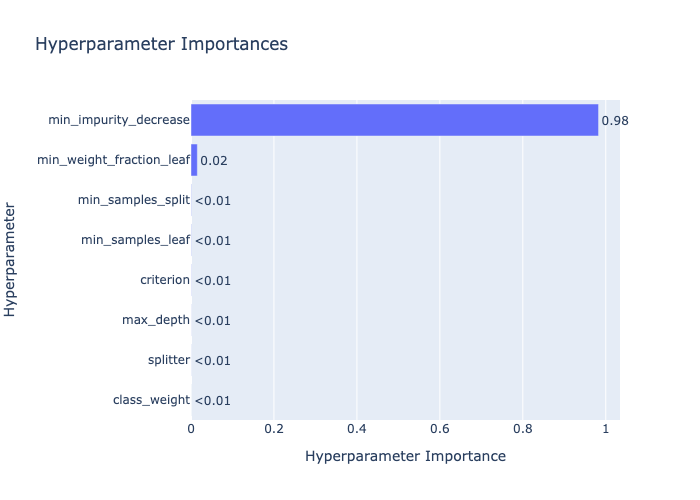 Hyperparameter Importances
Hyperparameter
min_impurity_decrease 0.98
min_weight_fraction_leaf 0.02
min_samples_split <0.01
min_samples_leaf <0.01
criterion <0.01
max_depth <0.01
splitter <0.01
class_weight <0.01
0 0.2 0.4 0.6 0.8 1
Hyperparameter Importance